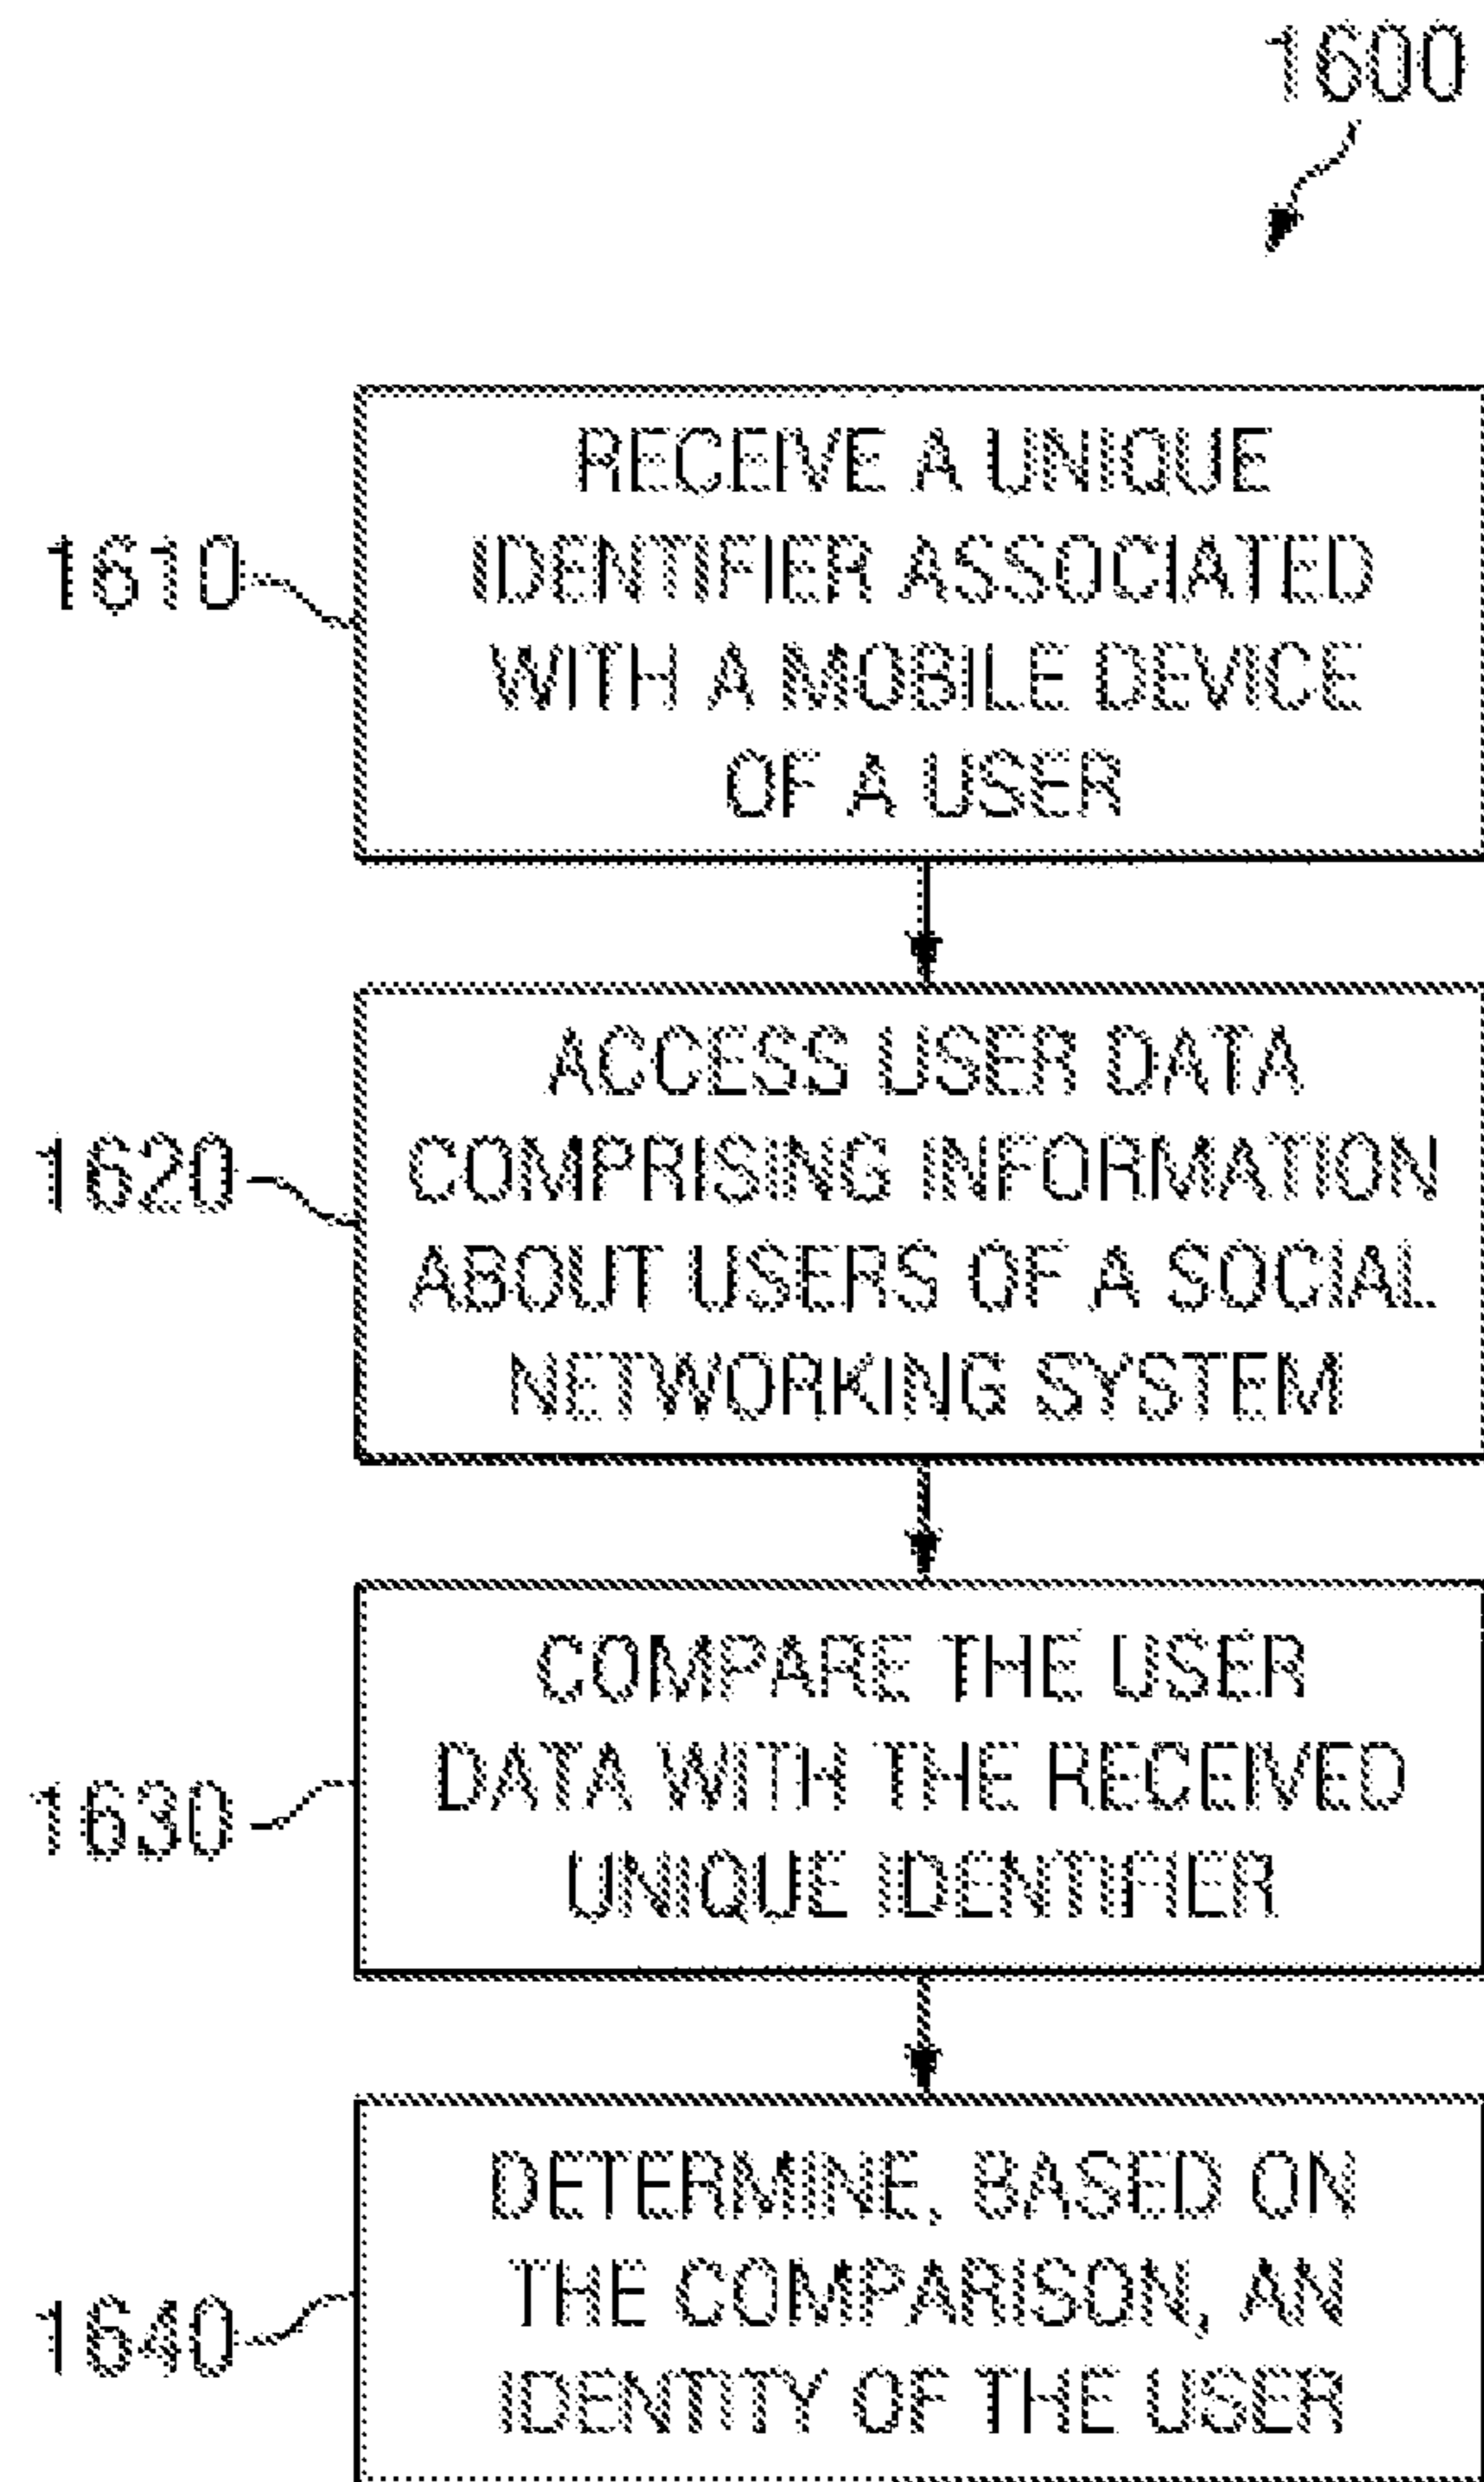 1600
RECEIVE A UNIQUE
IDENTIFIER ASSOCIATED
WITH A MOBILE DEVICE
OF A USER
1610
ACCESS USER DATA
COMPRISING INFORMATION
ABOUT USERS OF A SOCIAL
NETWORKING SYSTEM
1620
COMPARE THE USER
DATA WITH THE RECEIVED
UNIQUE IDENTIFIER
1630
DETERMINE, BASED ON
THE COMPARISON, AN
IDENTITY OF THE USER
1640